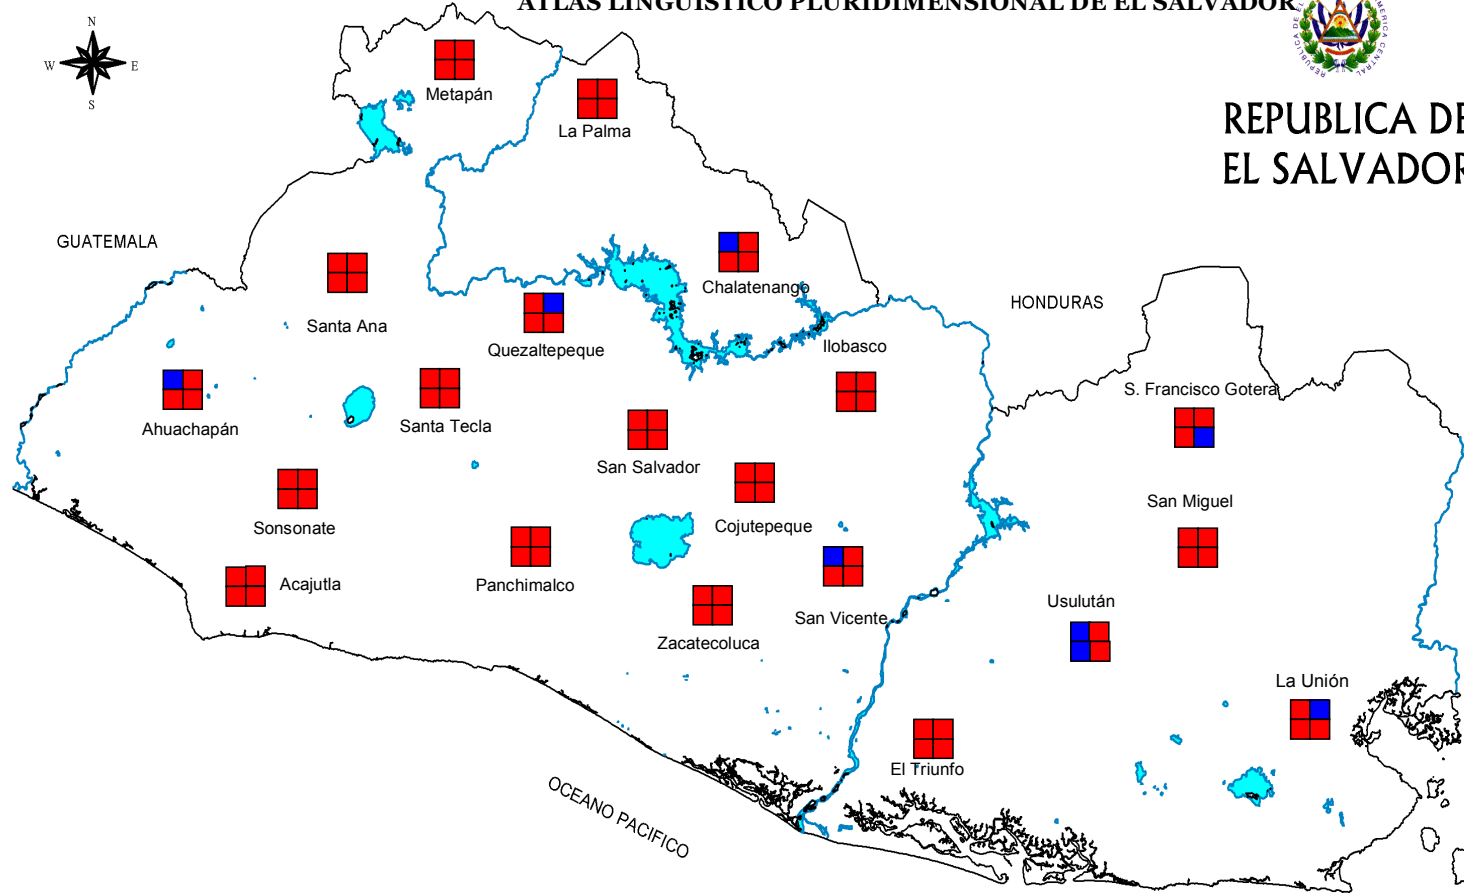 ATLAS LINGÜÍSTICO PLURIDIMENSIONAL DE EL SALVADOR
N
W
E
S
REPUBLICA DE
EL SALVADOR
Metapán
La Palma
GUATEMALA
Chalatenango
HONDURAS
Santa Ana
Quezaltepeque
Ilobasco
S. Francisco Gotera
Ahuachapán
Santa Tecla
San Salvador
San Miguel
Sonsonate
Cojutepeque
Acajutla
Panchimalco
San Vicente
Usulután
Zacatecoluca
La Unión
El Triunfo
OCEANO PACIFICO